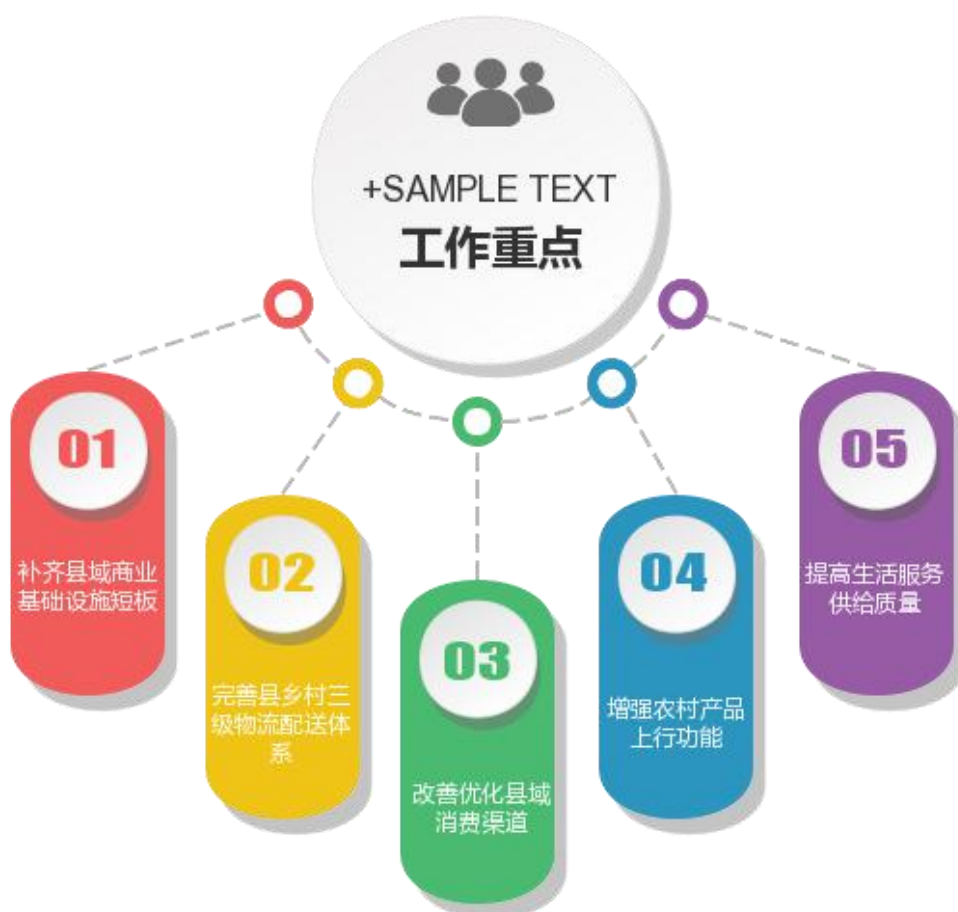 +SAMPLE TEXT
工作重点
01
补齐县域商业
基础设施短板
02
完善县乡村三
级物流配送体
系
03
改善优化县域
消费渠道
04
增强农村产品
上行功能
05
提高生活服务
供给质量